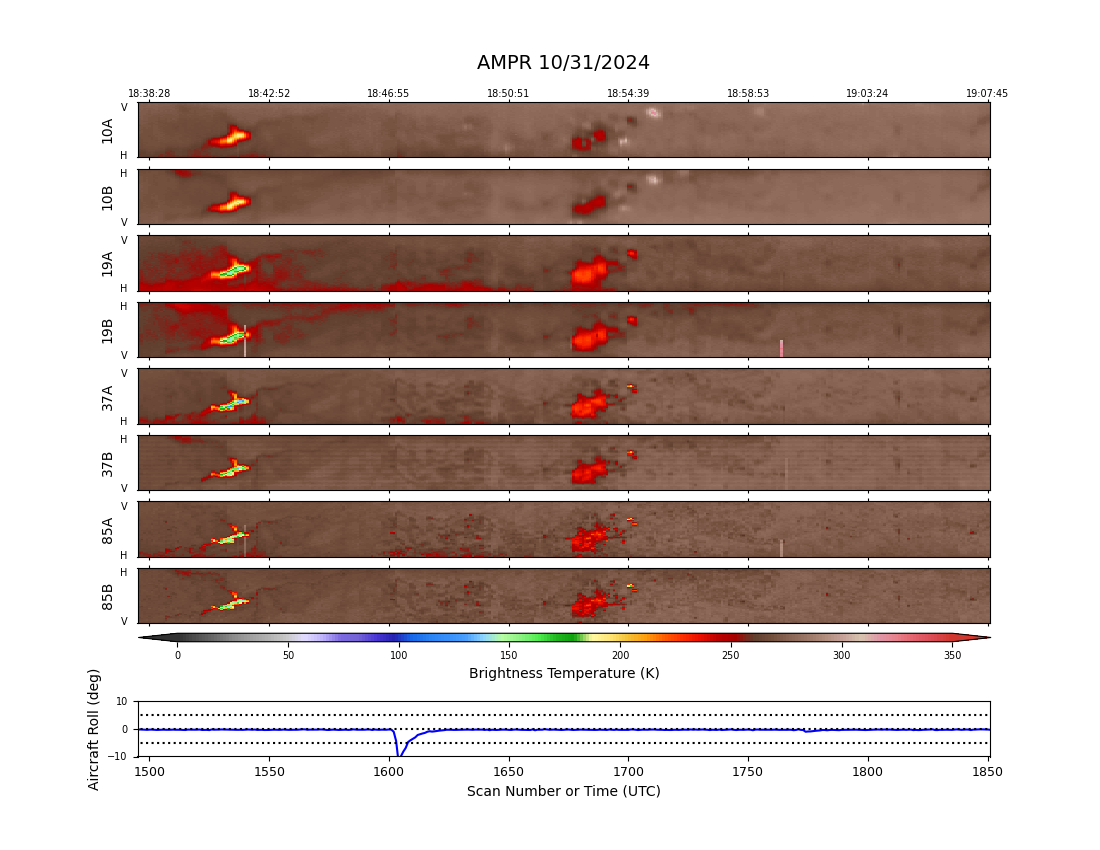 AMPR 10/31/2024
18:38:28 18:42:52 18:46:55 18:50:51 18:54:39 18:58:53 19:03:24 19:07:45
V
10A
H
H
10B
V
V
19A
H
H
19B
V
V
37A
H
H
37B
V
V
85A
H
H
85B
V
0 50 100 150 200 250 300 350
Brightness Temperature (K)
Aircraft Roll (deg)
10
0
−10
1500 1550 1600 1650 1700 1750 1800 1850
Scan Number or Time (UTC)